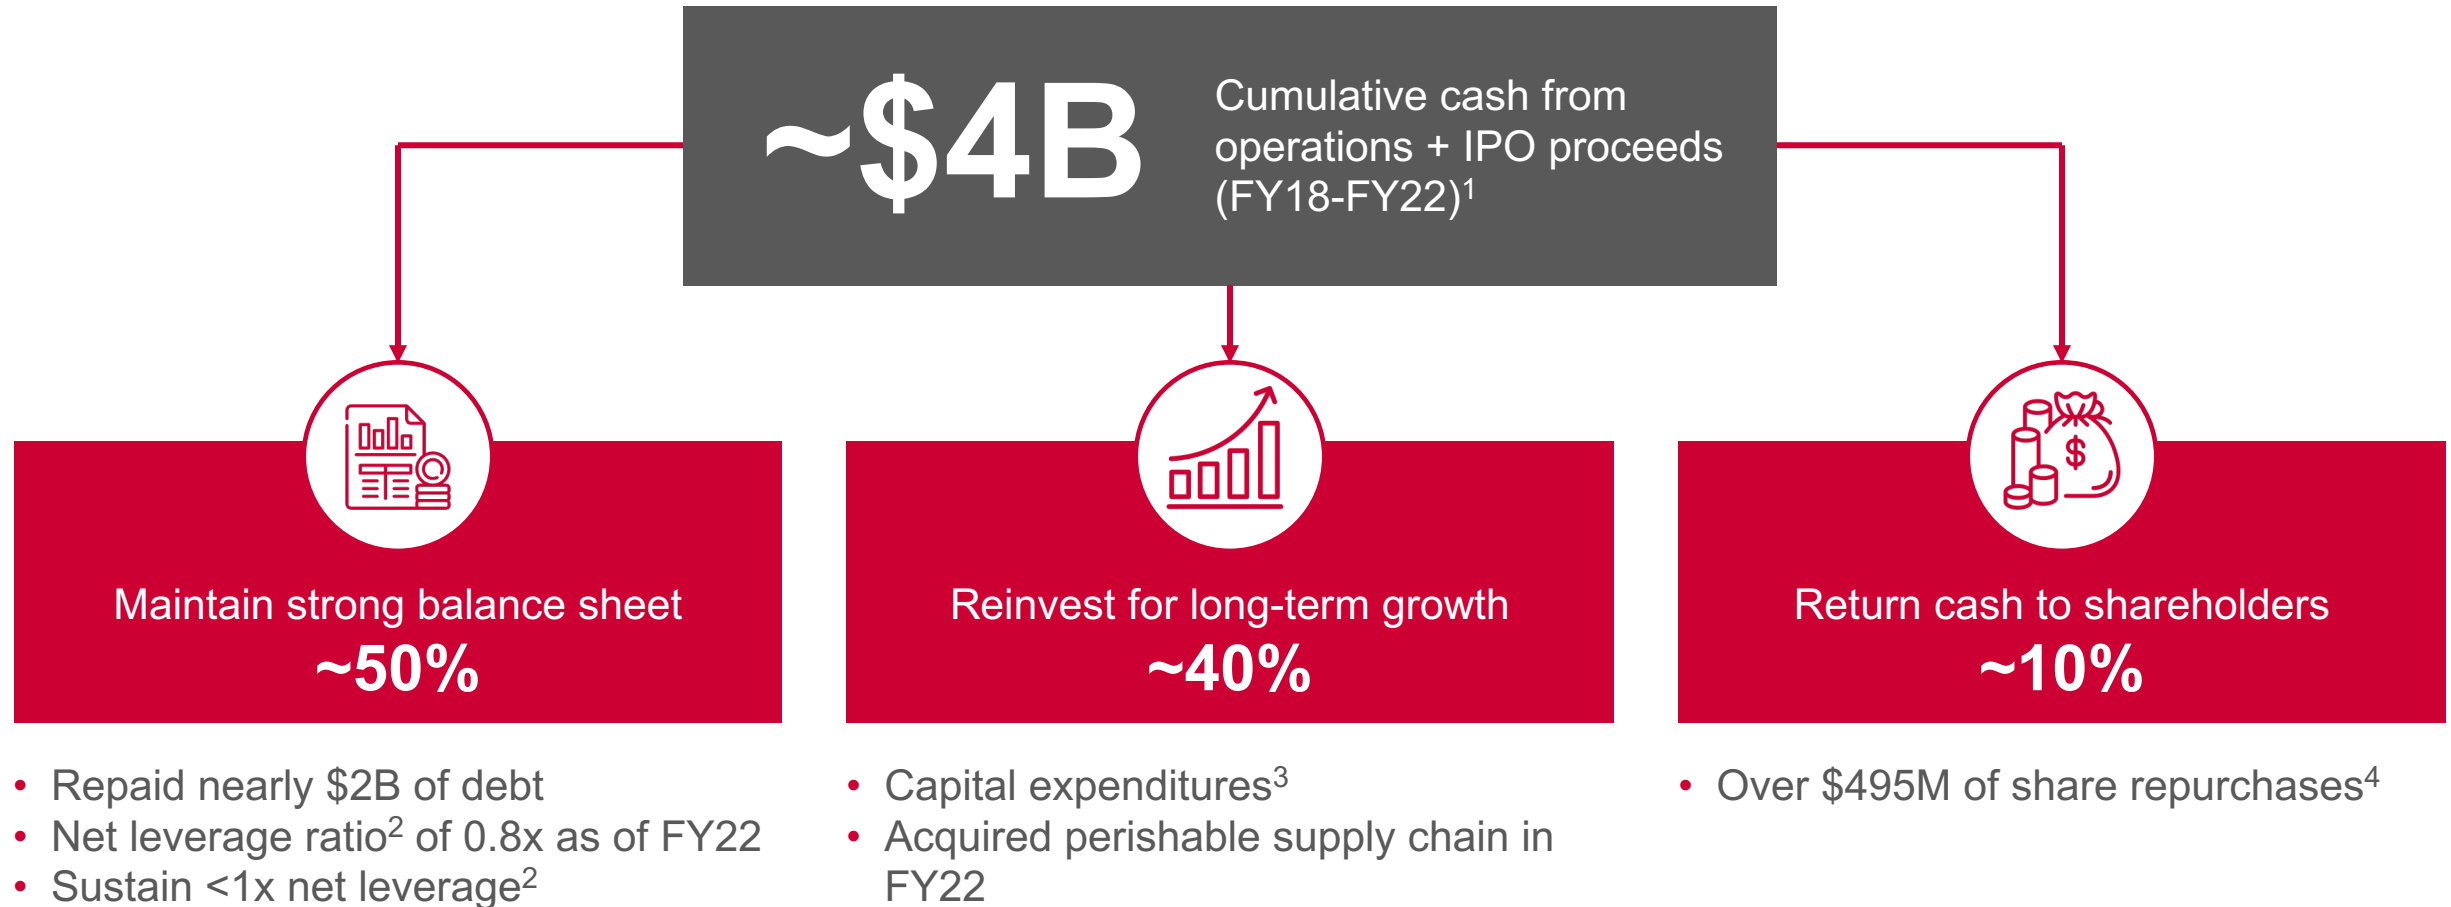 ~$4B
Cumulative cash from
operations + IPO proceeds
(FY18-FY22)¹
Maintain strong balance sheet
~50%
• Repaid nearly $2B of debt
• Net leverage ratio² of 0.8x as of FY22
• Sustain <1x net leverage²
Reinvest for long-term growth
~40%
• Capital expenditures³
• Acquired perishable supply chain in
FY22
$
Return cash to shareholders
~10%
• Over $495M of share repurchases⁴